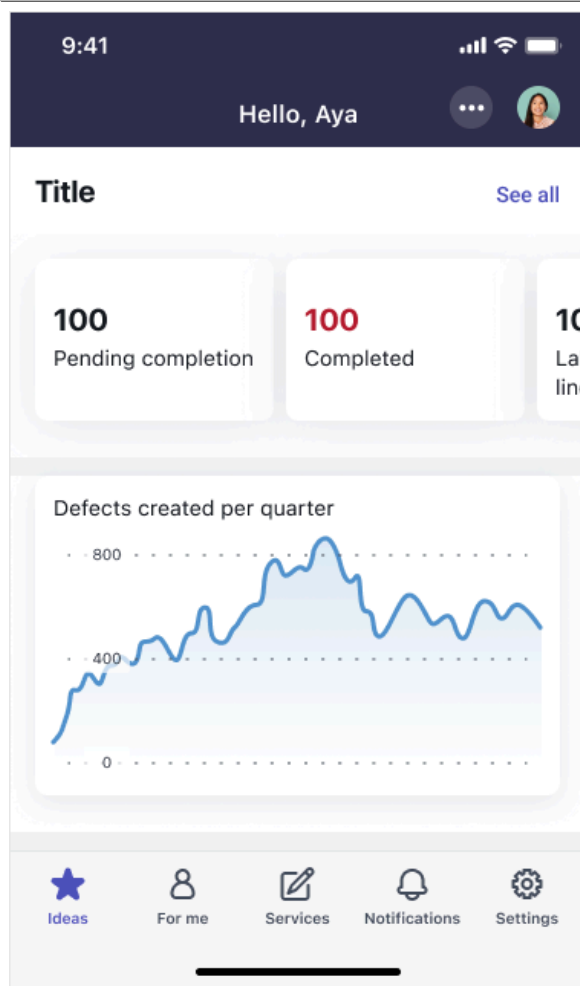 9:41
Hello, Aya
Title
See all
100
Pending completion
100
Completed
Defects created per quarter
800
400
0
Ideas
For me
Services
Notifications
Settings